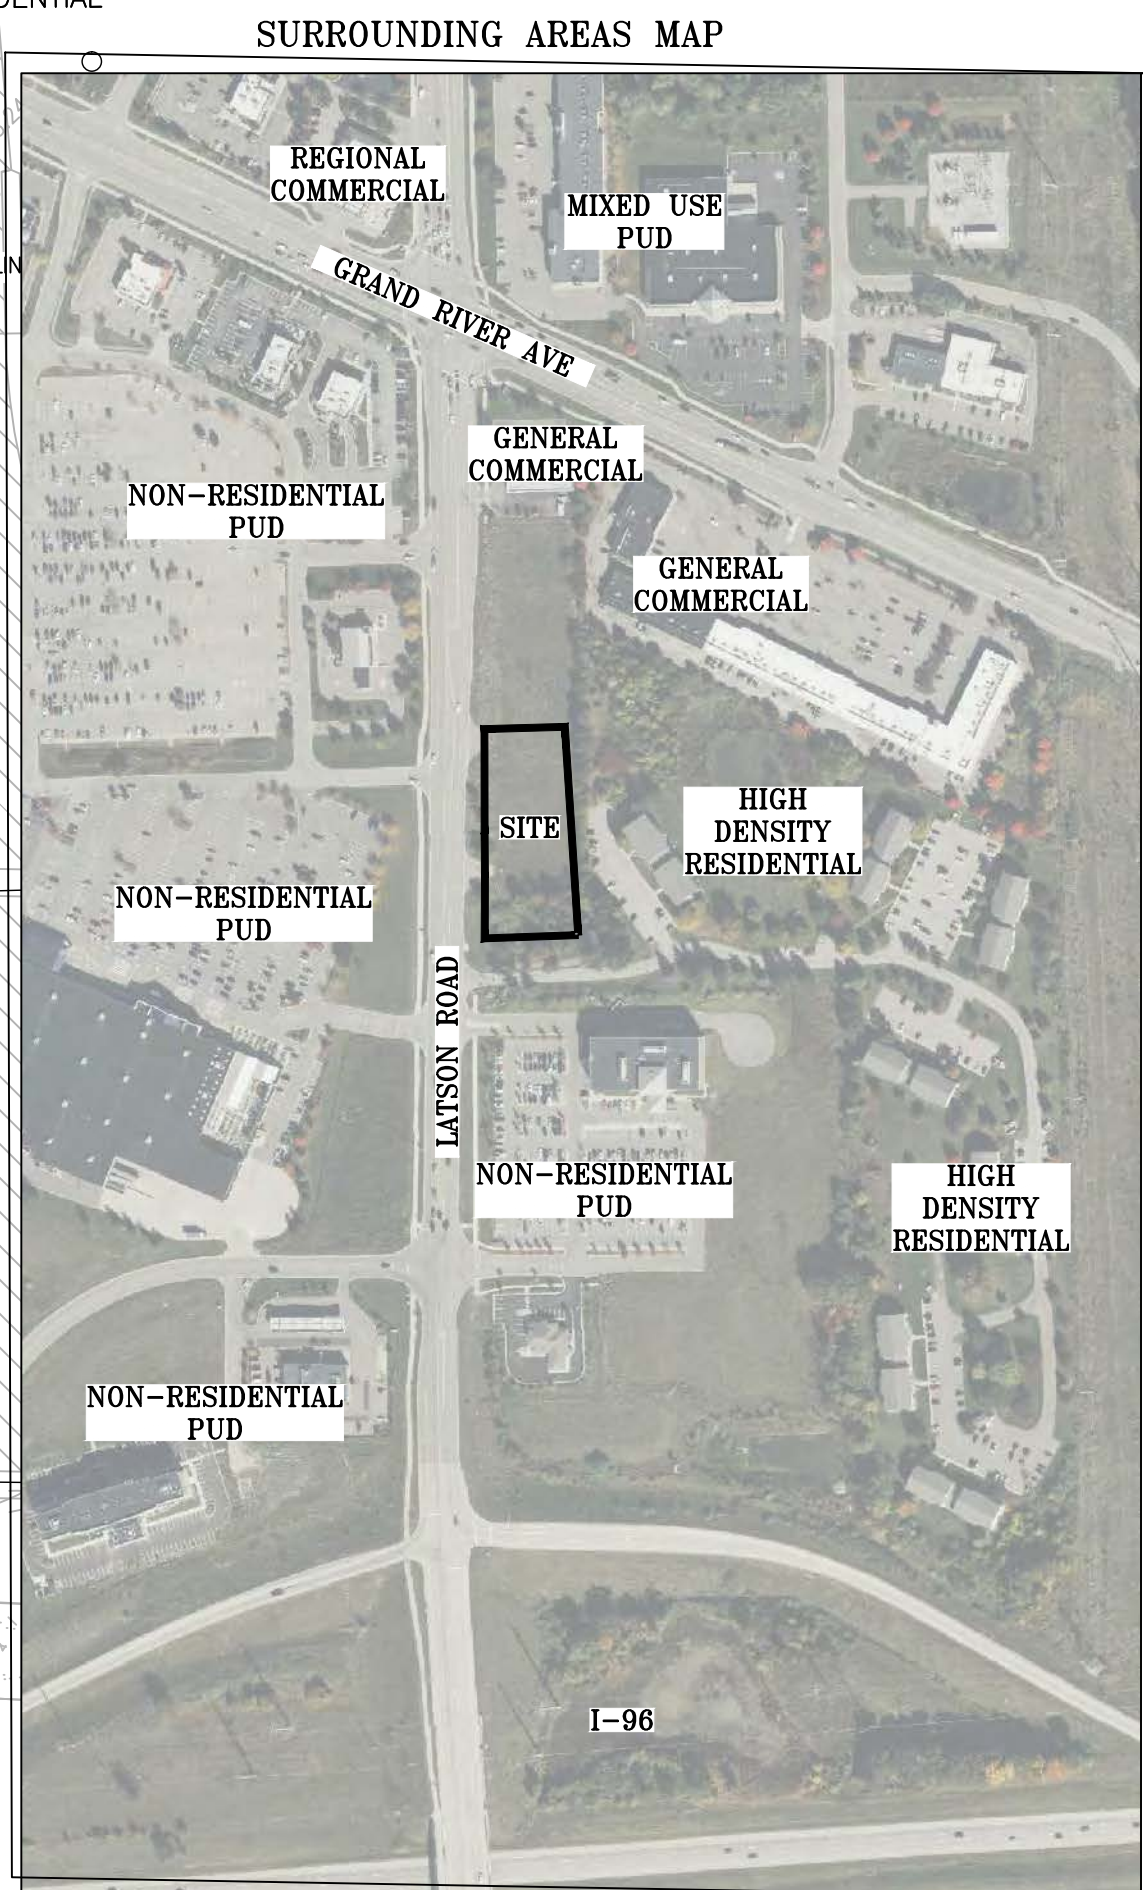 SURROUNDING AREAS MAP
REGIONAL
COMMERCIAL
MIXED USE
PUD
GRAND RIVER AVE
GENERAL
COMMERCIAL
NON-RESIDENTIAL
PUD
GENERAL
COMMERCIAL
SITE
HIGH
DENSITY
RESIDENTIAL
NON-RESIDENTIAL
PUD
LATSON ROAD
NON-RESIDENTIAL
PUD
HIGH
DENSITY
RESIDENTIAL
NON-RESIDENTIAL
PUD
I-96